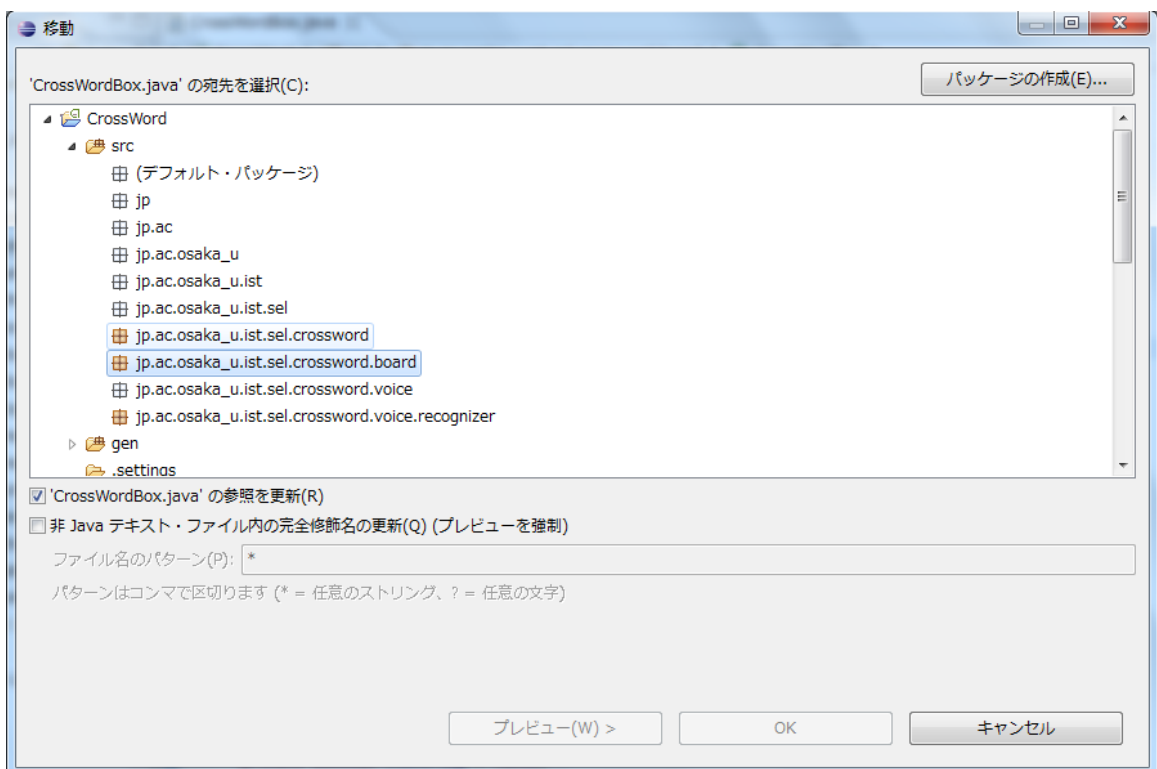 移動
'CrossWordBox.java' の宛先を選択(C):
パッケージの作成(E)...
CrossWord
src
(デフォルト・パッケージ)
jp
jp.ac
jp.ac.osaka_u
jp.ac.osaka_u.ist
jp.ac.osaka_u.ist.sel
jp.ac.osaka_u.ist.sel.crossword
jp.ac.osaka_u.ist.sel.crossword.board
jp.ac.osaka_u.ist.sel.crossword.voice
jp.ac.osaka_u.ist.sel.crossword.voice.recognizer
gen
.settings
'CrossWordBox.java' の参照を更新(R)
非 Java テキスト・ファイル内の完全修飾名の更新(Q) (プレビューを強制)
ファイル名のパターン(P): *
パターンはコンマで区切ります (* = 任意のストリング、? = 任意の文字)
プレビュー(W) >
OK
キャンセル